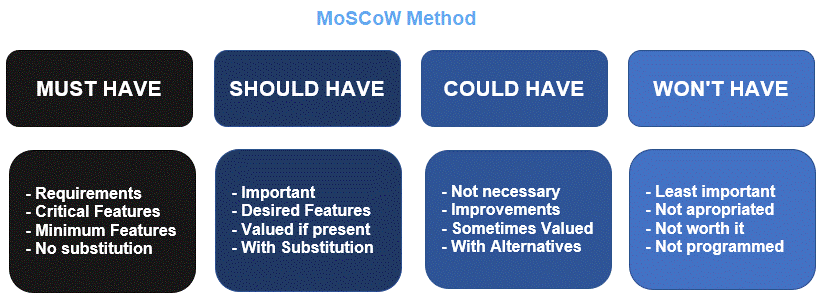 MoSCoW Method
MUST HAVE
SHOULD HAVE
COULD HAVE
WON'T HAVE
- Requirements
- Critical Features
- Minimum Features
- No substitution
- Important
- Desired Features
- Valued if present
- With Substitution
- Not necessary
- Improvements
- Sometimes Valued
- With Alternatives
- Least important
- Not apropriated
- Not worth it
- Not programmed